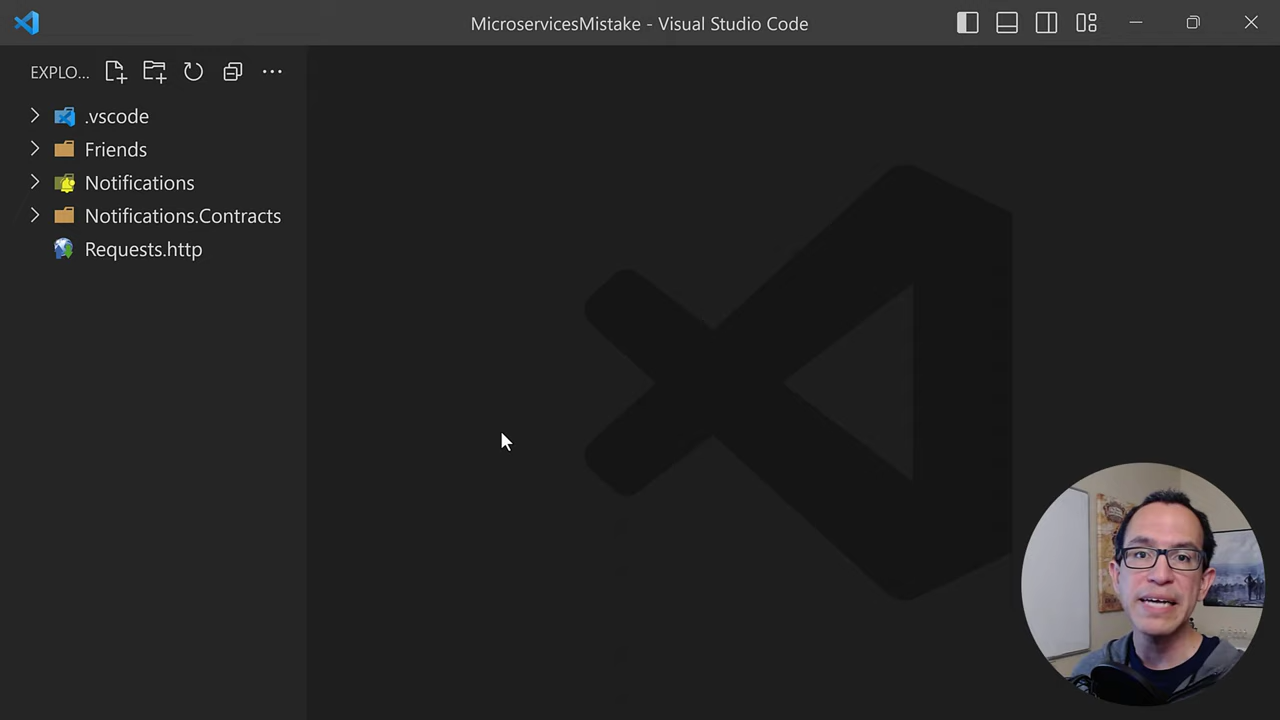 MicroservicesMistake - Visual Studio Code
EXPLO...
.vscode
Friends
Notifications
Notifications.Contracts
Requests.http